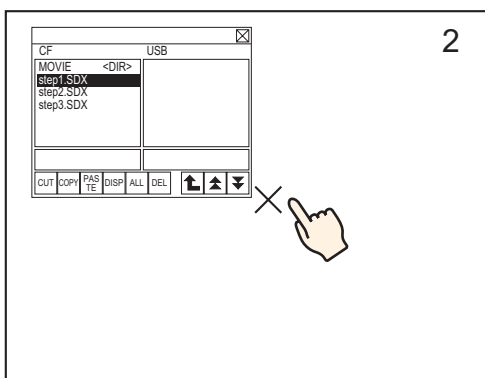 2
CF USB
MOVIE <DIR>
step1.SDX
step2.SDX
step3.SDX
CUT COPY PAS TE DISP ALL DEL